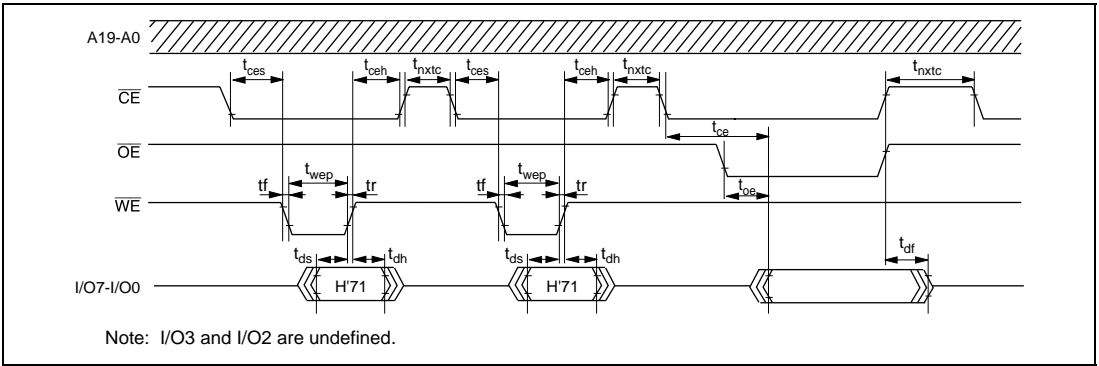 A19-A0
tces tceh tnxtc tces tceh tnxtc tnxtc
CE
tce
OE
twep twep
tf tr tf tr toe
WE
tds tdh tds tdh tdf
I/O7-I/O0 H'71 H'71
Note: I/O3 and I/O2 are undefined.